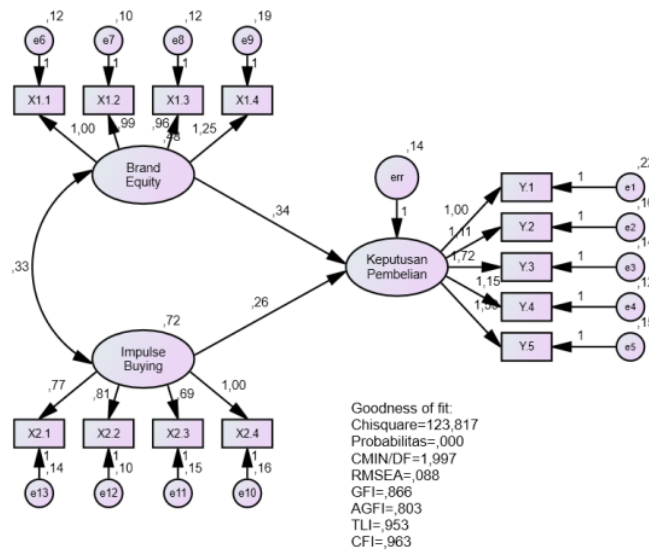 ,12 ,10 ,12 ,19
e6 e7 e8 e9
1 1 1 1
X1.1 X1.2 X1.3 X1.4
1,00 ,99 ,96 1,25
,48
Brand
Equity
,14
err
1
,34
,33
,26
Keputusan
Pembelian
1,00 Y.1 1 e1
1,11 Y.2 1 e2
1,72 Y.3 1 e3
1,15 Y.4 1 e4
Y.5 1 e5
,72
Impulse
Buying
,77 ,81 ,69 1,00
X2.1 X2.2 X2.3 X2.4
1 1 1 1
,14 ,10 ,15 ,16
e13 e12 e11 e10
Goodness of fit:
Chisquare=123,817
Probabilitas=,000
CMIN/DF=1,997
RMSEA=,088
GFI=,866
AGFI=,803
TLI=,953
CFI=,963